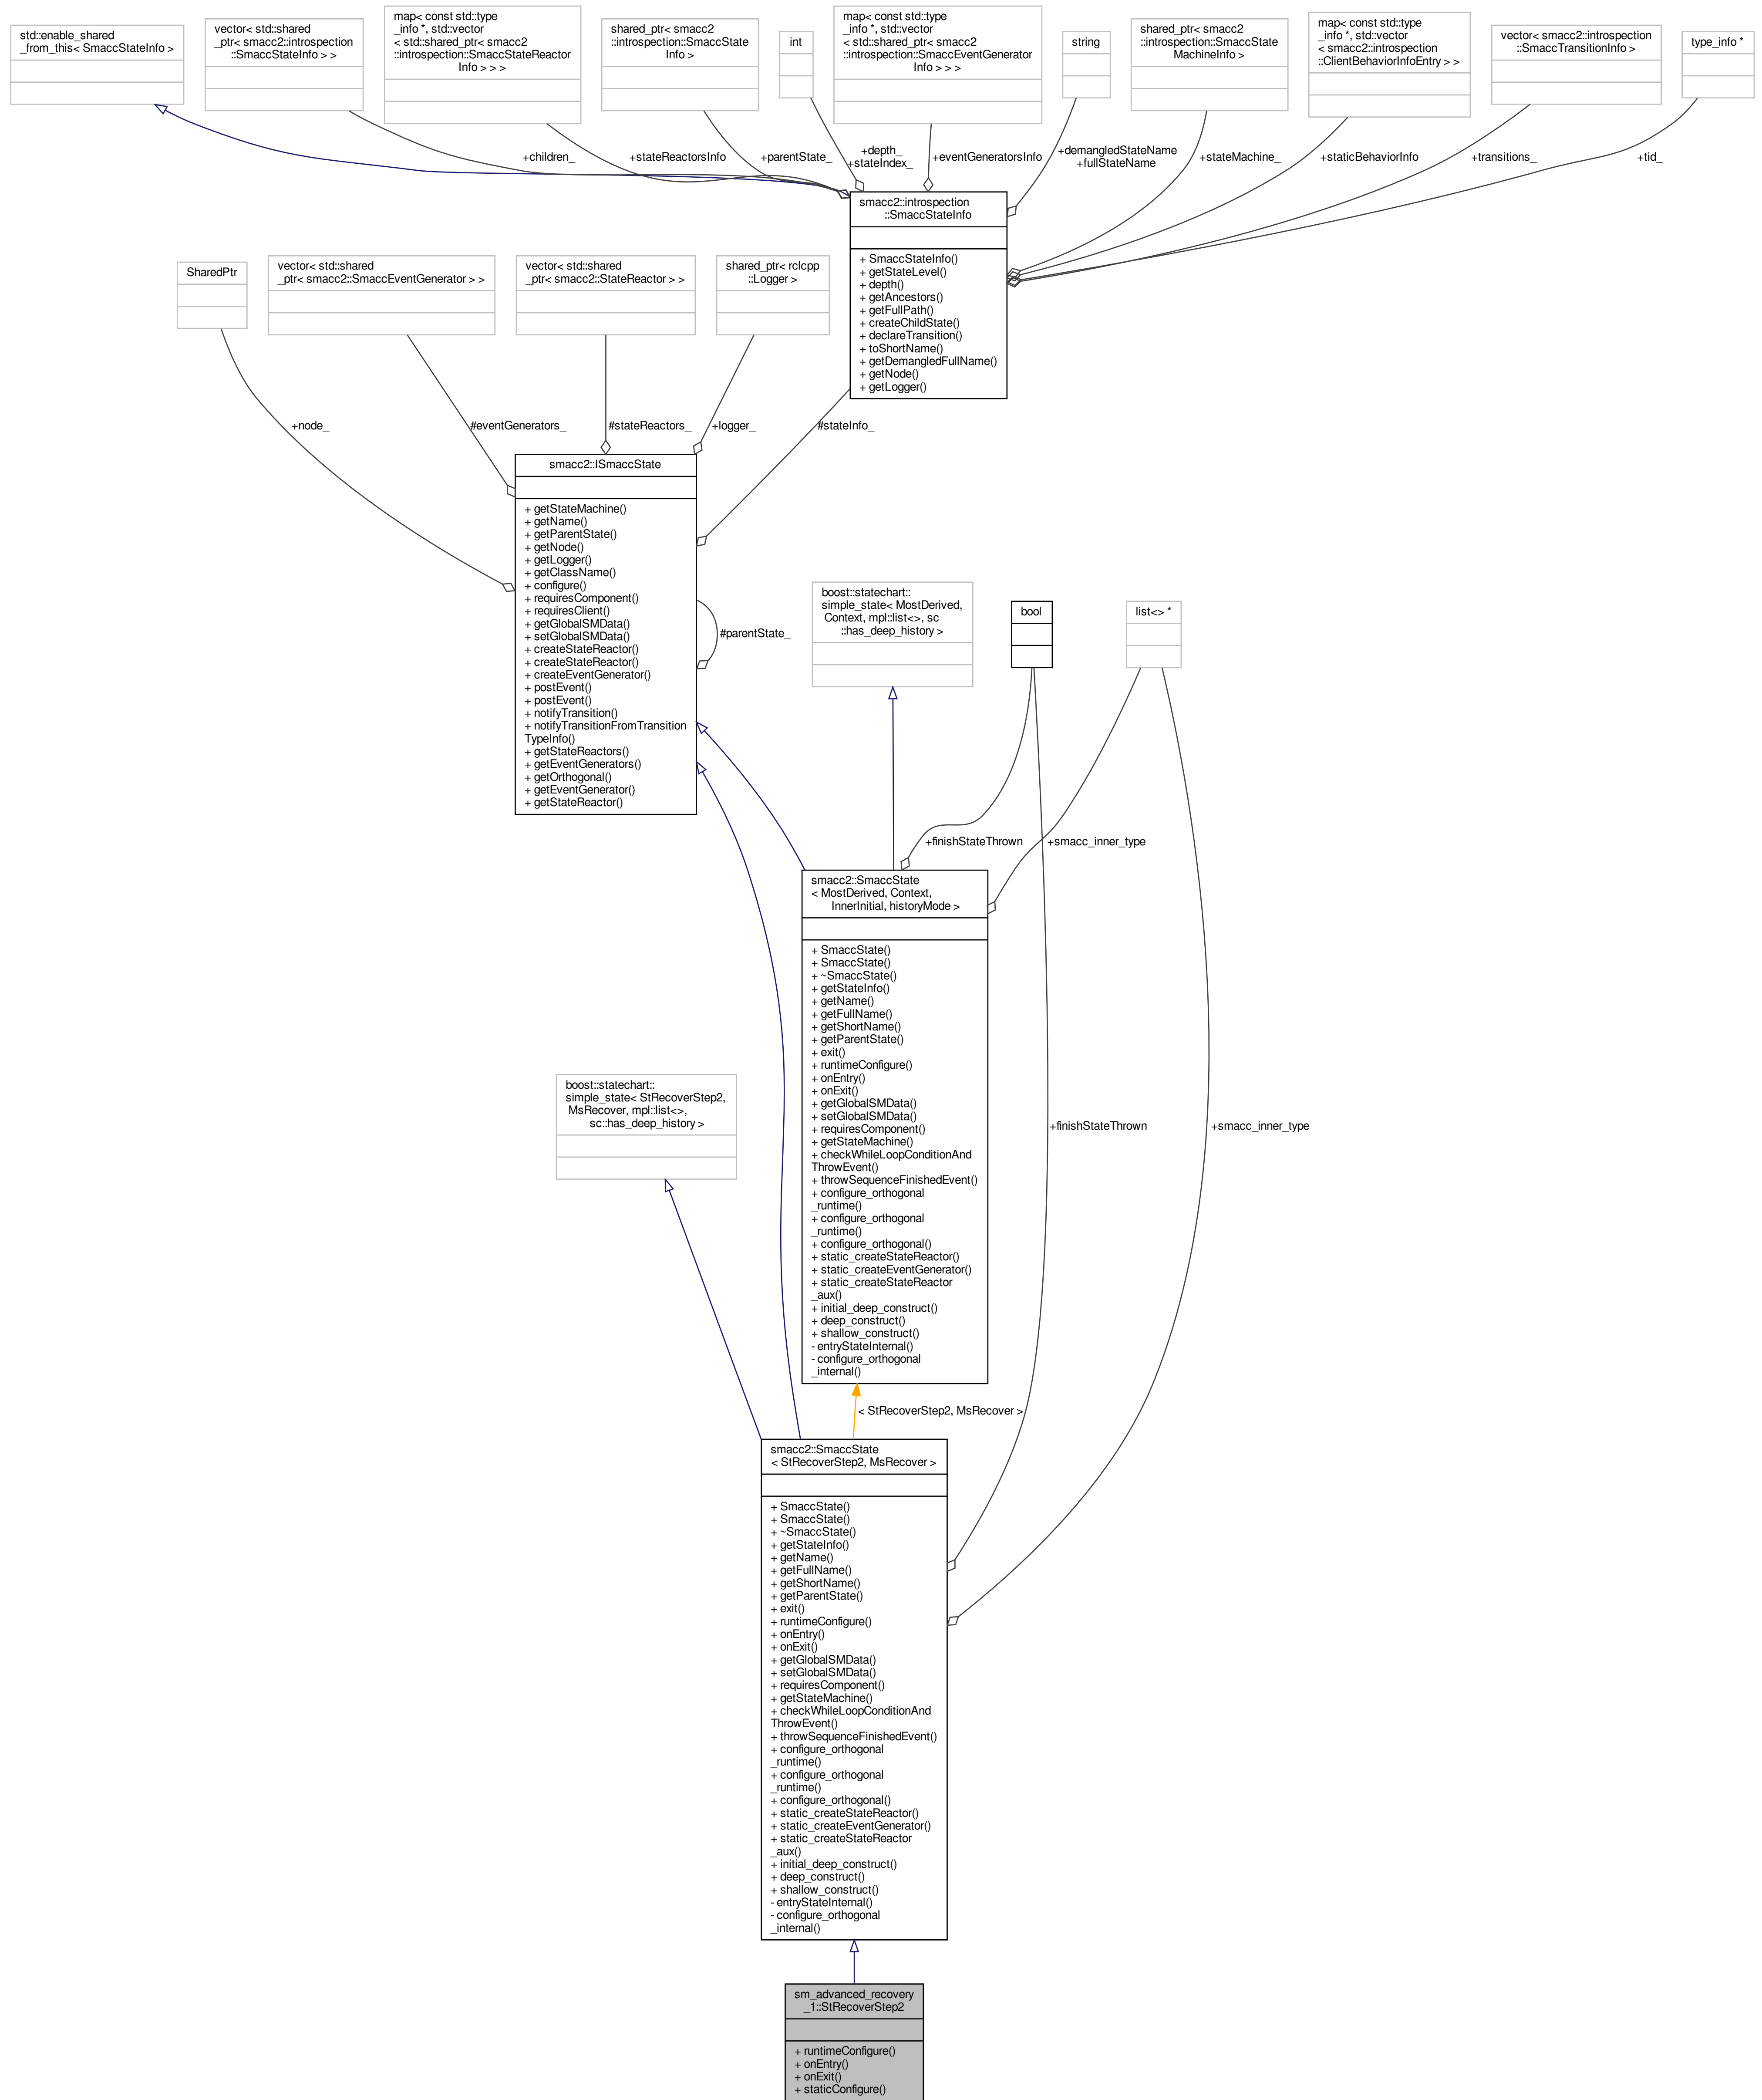 std::enable_shared
_from_this< SmaccStateInfo >
vector< std::shared
_ptr< smacc2::introspection
::SmaccStateInfo > >
map< const std::type
_info *, std::vector
< std::shared_ptr< smacc2
::introspection::SmaccStateReactor
Info > > >
shared_ptr< smacc2
::introspection::SmaccState
Info >
int
map< const std::type
_info *, std::vector
< std::shared_ptr< smacc2
::introspection::SmaccEventGenerator
Info > > >
string
shared_ptr< smacc2
::introspection::SmaccState
MachineInfo >
map< const std::type
_info *, std::vector
< smacc2::introspection
::ClientBehaviorInfoEntry > >
vector< smacc2::introspection
::SmaccTransitionInfo >
type_info *
+children_
+stateReactorsInfo
+parentState_
+depth_
+stateIndex_
+eventGeneratorsInfo
+demangledStateName
+fullStateName
+stateMachine_
+staticBehaviorInfo
+transitions_
+tid_
smacc2::introspection
::SmaccStateInfo
+ SmaccStateInfo()
+ getStateLevel()
+ depth()
+ getAncestors()
+ getFullPath()
+ createChildState()
+ declareTransition()
+ toShortName()
+ getDemangledFullName()
+ getNode()
+ getLogger()
SharedPtr
vector< std::shared
_ptr< smacc2::SmaccEventGenerator > >
vector< std::shared
_ptr< smacc2::StateReactor > >
shared_ptr< rclcpp
::Logger >
+node_
#eventGenerators_
#stateReactors_
+logger_
#stateInfo_
smacc2::ISmaccState
+ getStateMachine()
+ getName()
+ getParentState()
+ getNode()
+ getLogger()
+ getClassName()
+ configure()
+ requiresComponent()
+ requiresClient()
+ getGlobalSMData()
+ setGlobalSMData()
+ createStateReactor()
+ createStateReactor()
+ createEventGenerator()
+ postEvent()
+ postEvent()
+ notifyTransition()
+ notifyTransitionFromTransition
TypeInfo()
+ getStateReactors()
+ getEventGenerators()
+ getOrthogonal()
+ getEventGenerator()
+ getStateReactor()
#parentState_
boost::statechart::
simple_state< MostDerived,
Context, mpl::list<>, sc
::has_deep_history >
bool
list<> *
+finishStateThrown
+smacc_inner_type
smacc2::SmaccState
< MostDerived, Context,
InnerInitial, historyMode >
+ SmaccState()
+ SmaccState()
+ ~SmaccState()
+ getStateInfo()
+ getName()
+ getFullName()
+ getShortName()
+ getParentState()
+ exit()
+ runtimeConfigure()
+ onEntry()
+ onExit()
+ getGlobalSMData()
+ setGlobalSMData()
+ requiresComponent()
+ getStateMachine()
+ checkWhileLoopConditionAnd
ThrowEvent()
+ throwSequenceFinishedEvent()
+ configure_orthogonal
_runtime()
+ configure_orthogonal
_runtime()
+ configure_orthogonal()
+ static_createStateReactor()
+ static_createEventGenerator()
+ static_createStateReactor
_aux()
+ initial_deep_construct()
+ deep_construct()
+ shallow_construct()
- entryStateInternal()
- configure_orthogonal
_internal()
boost::statechart::
simple_state< StRecoverStep2,
MsRecover, mpl::list<>,
sc::has_deep_history >
+finishStateThrown
+smacc_inner_type
< StRecoverStep2, MsRecover >
smacc2::SmaccState
< StRecoverStep2, MsRecover >
+ SmaccState()
+ SmaccState()
+ ~SmaccState()
+ getStateInfo()
+ getName()
+ getFullName()
+ getShortName()
+ getParentState()
+ exit()
+ runtimeConfigure()
+ onEntry()
+ onExit()
+ getGlobalSMData()
+ setGlobalSMData()
+ requiresComponent()
+ getStateMachine()
+ checkWhileLoopConditionAnd
ThrowEvent()
+ throwSequenceFinishedEvent()
+ configure_orthogonal
_runtime()
+ configure_orthogonal
_runtime()
+ configure_orthogonal()
+ static_createStateReactor()
+ static_createEventGenerator()
+ static_createStateReactor
_aux()
+ initial_deep_construct()
+ deep_construct()
+ shallow_construct()
- entryStateInternal()
- configure_orthogonal
_internal()
sm_advanced_recovery
_1::StRecoverStep2
+ runtimeConfigure()
+ onEntry()
+ onExit()
+ staticConfigure()